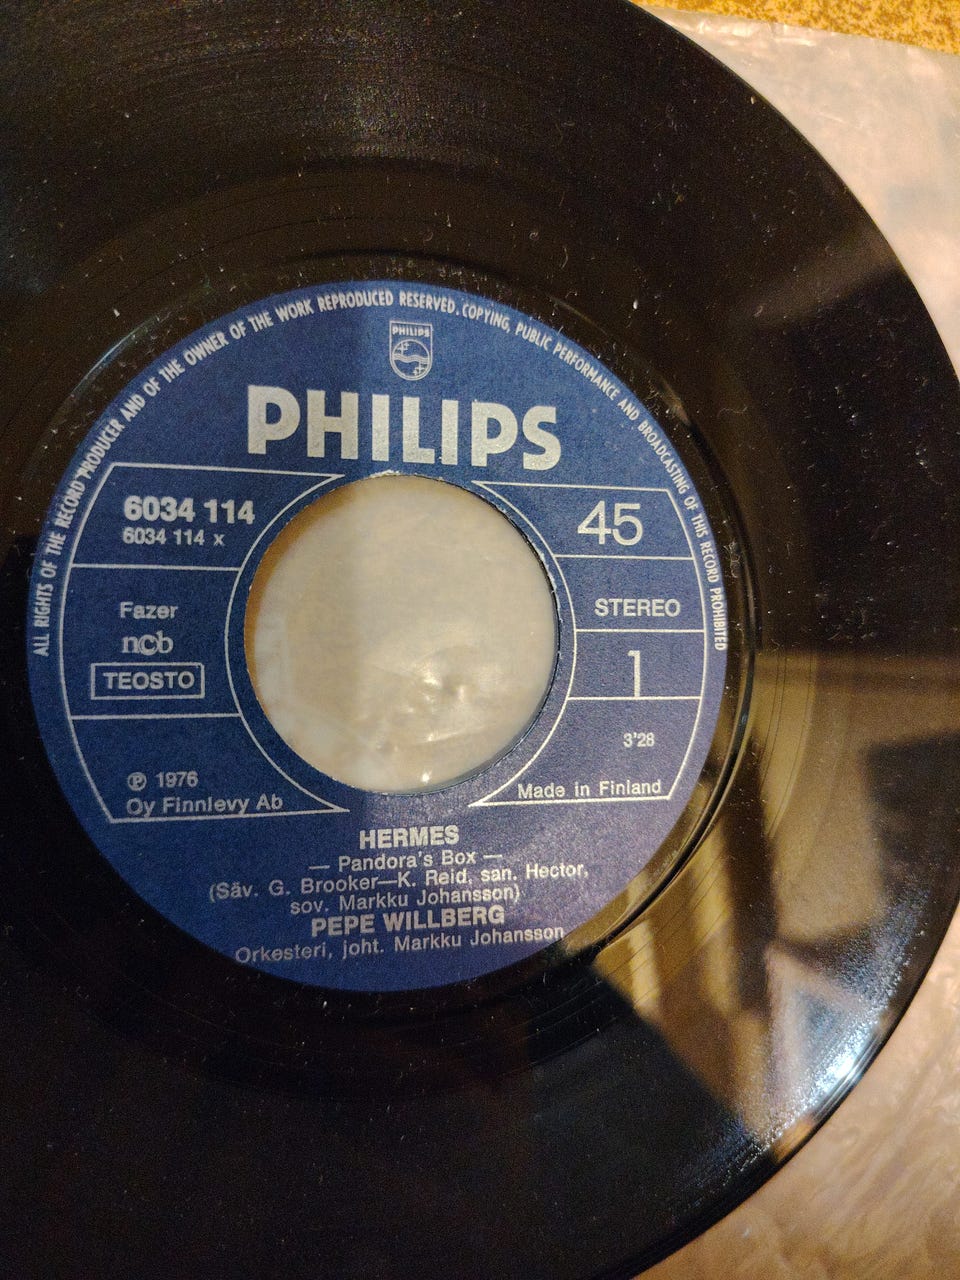 ALL RIGHTS OF THE RECORD PRODUCER AND OF THE OWNER OF THE WORK REPRODUCED RESERVED. COPYING, PUBLIC PERFORMANCE AND BROADCASTING OF THIS RECORD PROHIBITED
PHILIPS
PHILIPS
6034 114
6034 114 x
45
Fazer
STEREO
ncb
TEOSTO
1
3'28
Ⓟ 1976
Oy Finnlevy Ab
Made in Finland
HERMES
— Pandora's Box —
(Säv. G. Brooker—K. Reid, san. Hector,
sov. Markku Johansson)
PEPE WILLBERG
Orkesteri, joht. Markku Johansson